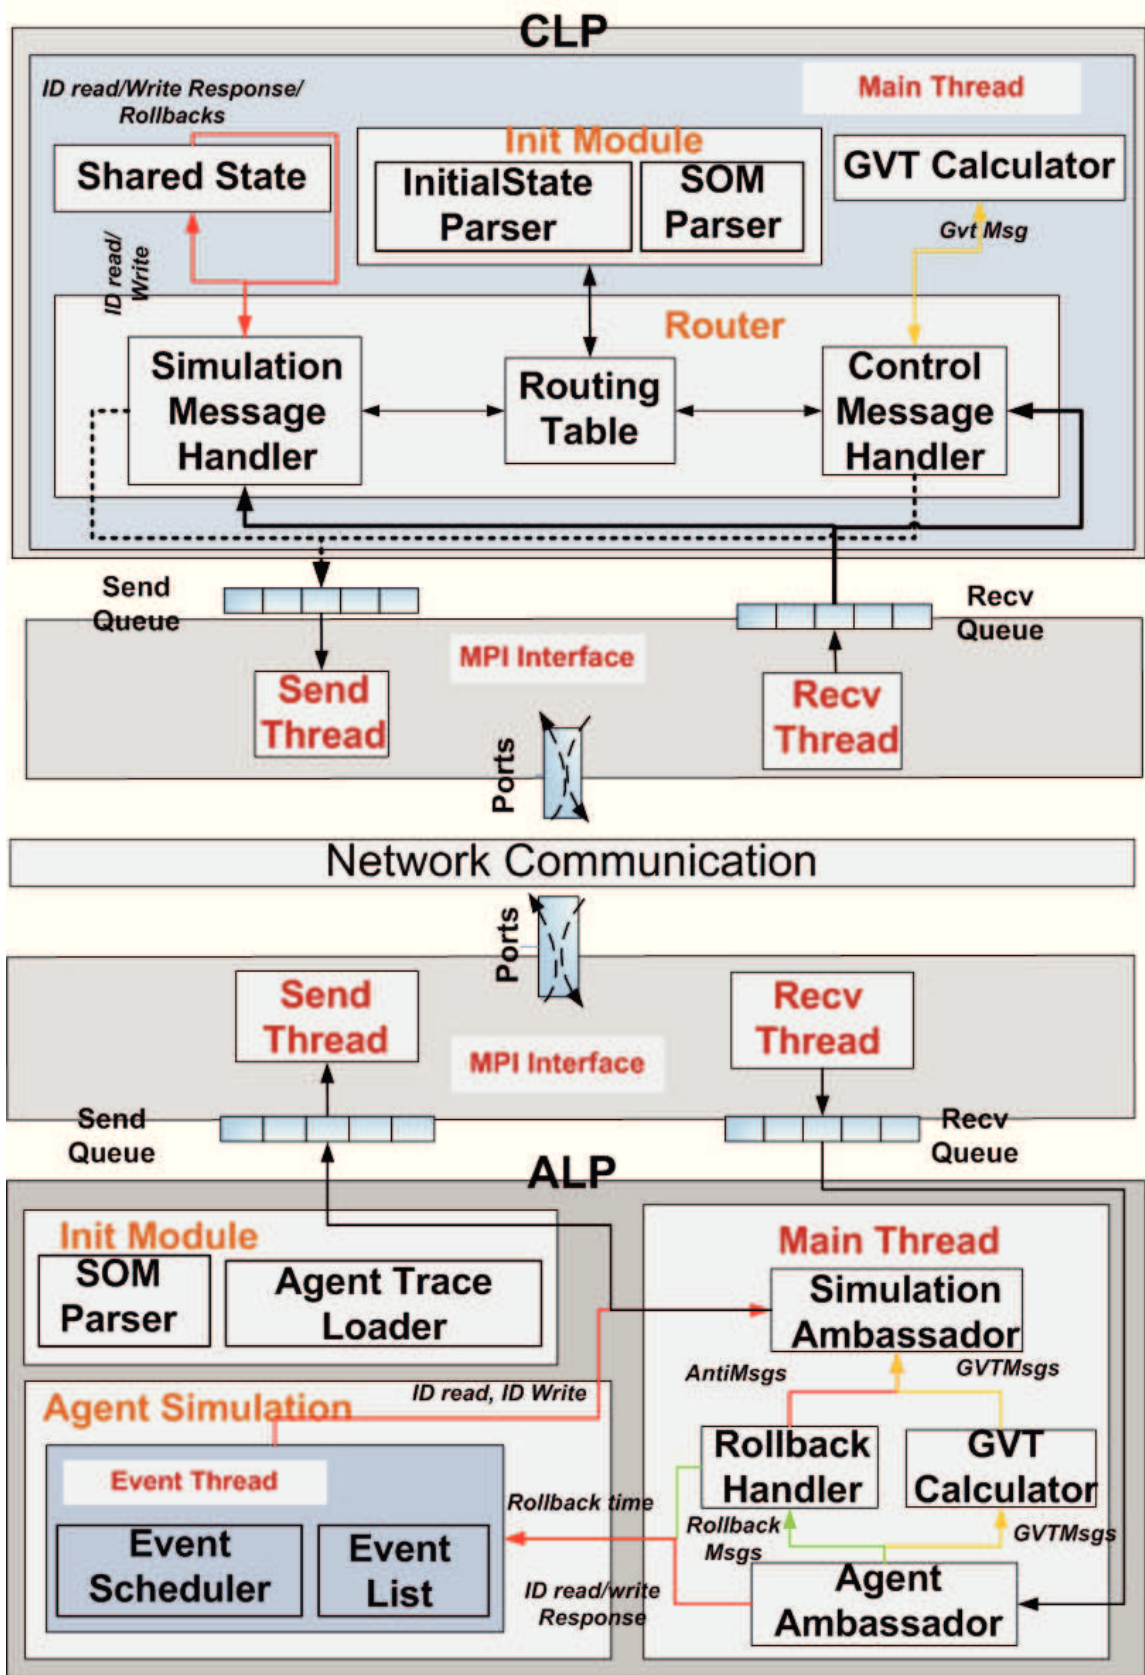 CLP
ID read/Write Response/
Rollbacks
Main Thread
Shared State
Init Module
InitialState
Parser
SOM
Parser
GVT Calculator
Gvt Msg
ID read/
Write
Router
Simulation
Message
Handler
Routing
Table
Control
Message
Handler
Send
Queue
Recv
Queue
MPI Interface
Send
Thread
Recv
Thread
Ports
Network Communication
Ports
Send
Thread
Recv
Thread
MPI Interface
Send
Queue
Recv
Queue
ALP
Init Module
SOM
Parser
Agent Trace
Loader
Main Thread
Simulation
Ambassador
AntiMsgs
GVTMsgs
ID read, ID Write
Agent Simulation
Event Thread
Event
Scheduler
Event
List
Rollback
Handler
GVT
Calculator
Rollback time
Rollback
Msgs
GVTMsgs
ID read/write
Response
Agent
Ambassador